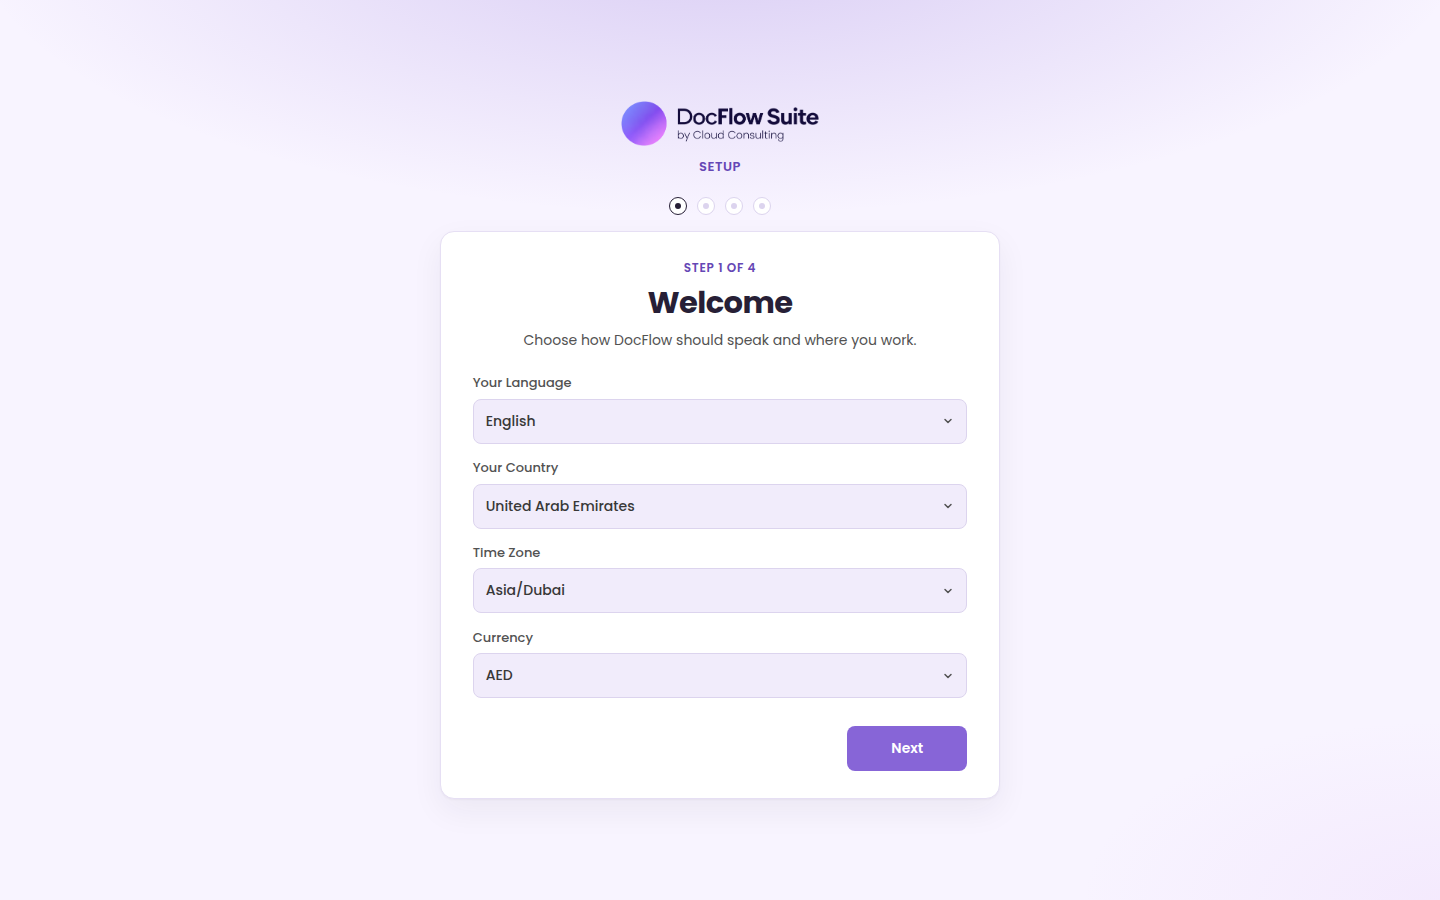 DocFlow Suite
by Cloud Consulting
SETUP
STEP 1 OF 4
Welcome
Choose how DocFlow should speak and where you work.
Your Language
English
Your Country
United Arab Emirates
Time Zone
Asia/Dubai
Currency
AED
Next